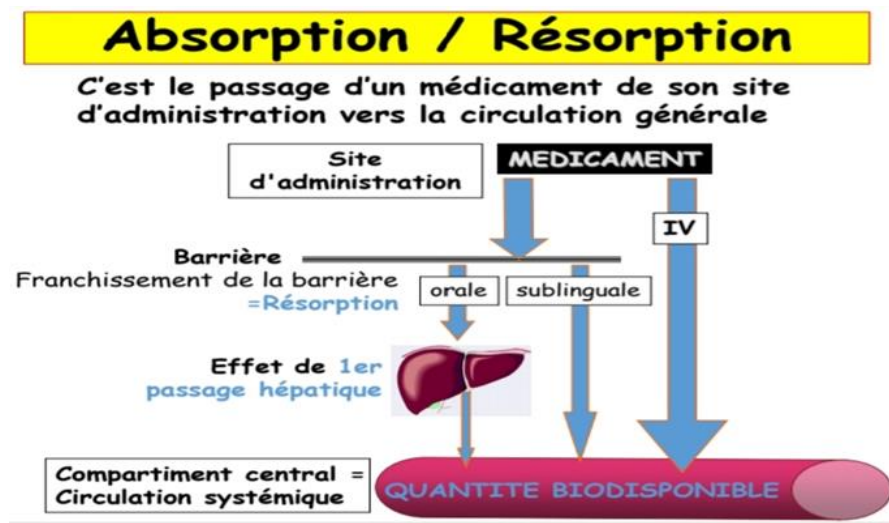 Absorption / Résorption
C'est le passage d'un médicament de son site
d'administration vers la circulation générale
Site
d'administration
MEDICAMENT
IV
Barrière
Franchissement de la barrière
=Résorption
orale
sublinguale
Effet de 1er
passage hépatique
Compartiment central =
Circulation systémique
QUANTITE BIODISPONIBLE